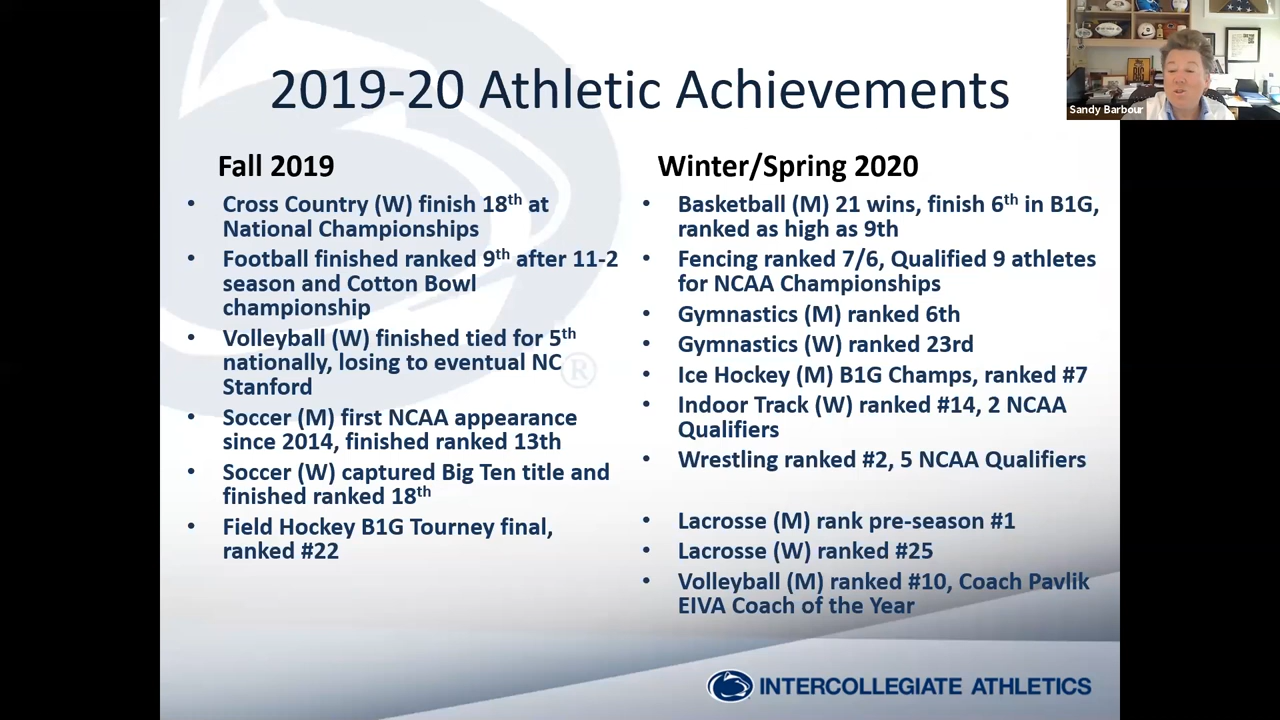 2019-20 Athletic Achievements
Sandy Barbour
Fall 2019
• Cross Country (W) finish 18th at
National Championships
• Football finished ranked 9th after 11-2
season and Cotton Bowl
championship
• Volleyball (W) finished tied for 5th
nationally, losing to eventual NC
Stanford
• Soccer (M) first NCAA appearance
since 2014, finished ranked 13th
• Soccer (W) captured Big Ten title and
finished ranked 18th
• Field Hockey B1G Tourney final,
ranked #22
®
Winter/Spring 2020
• Basketball (M) 21 wins, finish 6th in B1G,
ranked as high as 9th
• Fencing ranked 7/6, Qualified 9 athletes
for NCAA Championships
• Gymnastics (M) ranked 6th
• Gymnastics (W) ranked 23rd
• Ice Hockey (M) B1G Champs, ranked #7
• Indoor Track (W) ranked #14, 2 NCAA
Qualifiers
• Wrestling ranked #2, 5 NCAA Qualifiers
• Lacrosse (M) rank pre-season #1
• Lacrosse (W) ranked #25
• Volleyball (M) ranked #10, Coach Pavlik
EIVA Coach of the Year
INTERCOLLEGIATE ATHLETICS